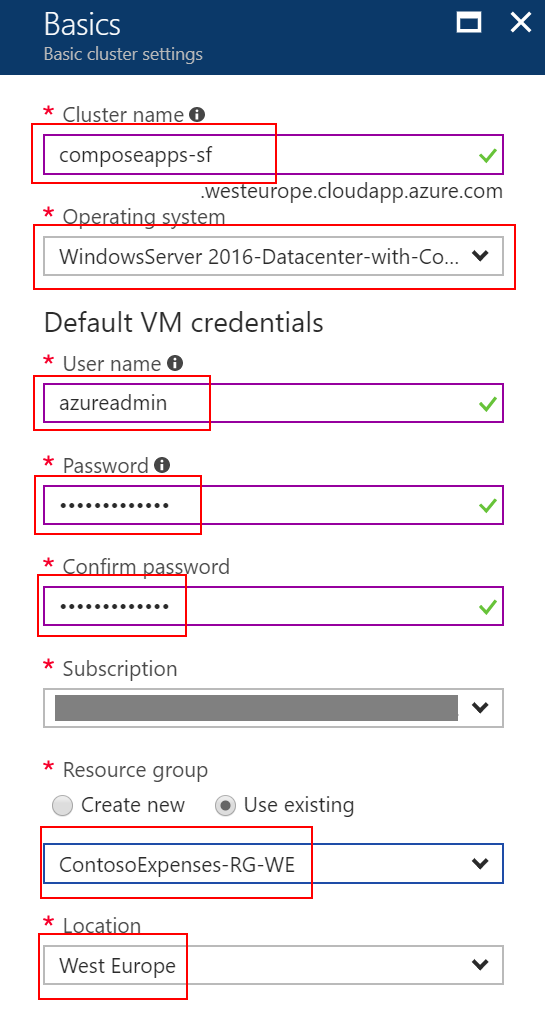 Basics
Basic cluster settings
* Cluster name
composeapps-sf
.westeurope.cloudapp.azure.com
* Operating system
WindowsServer 2016-Datacenter-with-Co...
Default VM credentials
* User name
azureadmin
* Password
•••••••••••••
* Confirm password
•••••••••••••
* Subscription
* Resource group
Create new Use existing
ContosoExpenses-RG-WE
* Location
West Europe